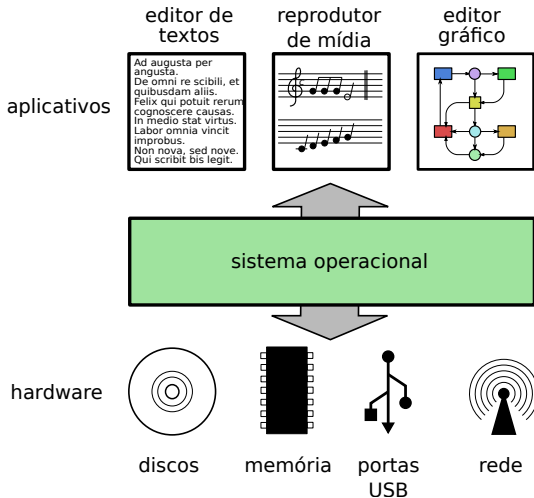 editor de
textos
reprodutor
de mídia
editor
gráfico
aplicativos
Ad augusta per
angusta.
De omni re scibili, et
quibusdam aliis.
Felix qui potuit rerum
cognoscere causas.
In medio stat virtus.
Labor omnia vincit
improbus.
Non nova, sed nove.
Qui scribit bis legit.
sistema operacional
hardware
discos
memória
portas
USB
rede